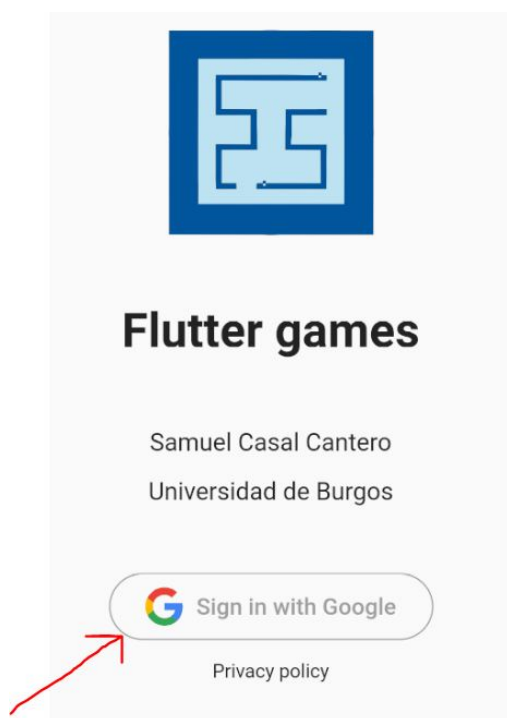 Flutter games
Samuel Casal Cantero
Universidad de Burgos
Sign in with Google
Privacy policy